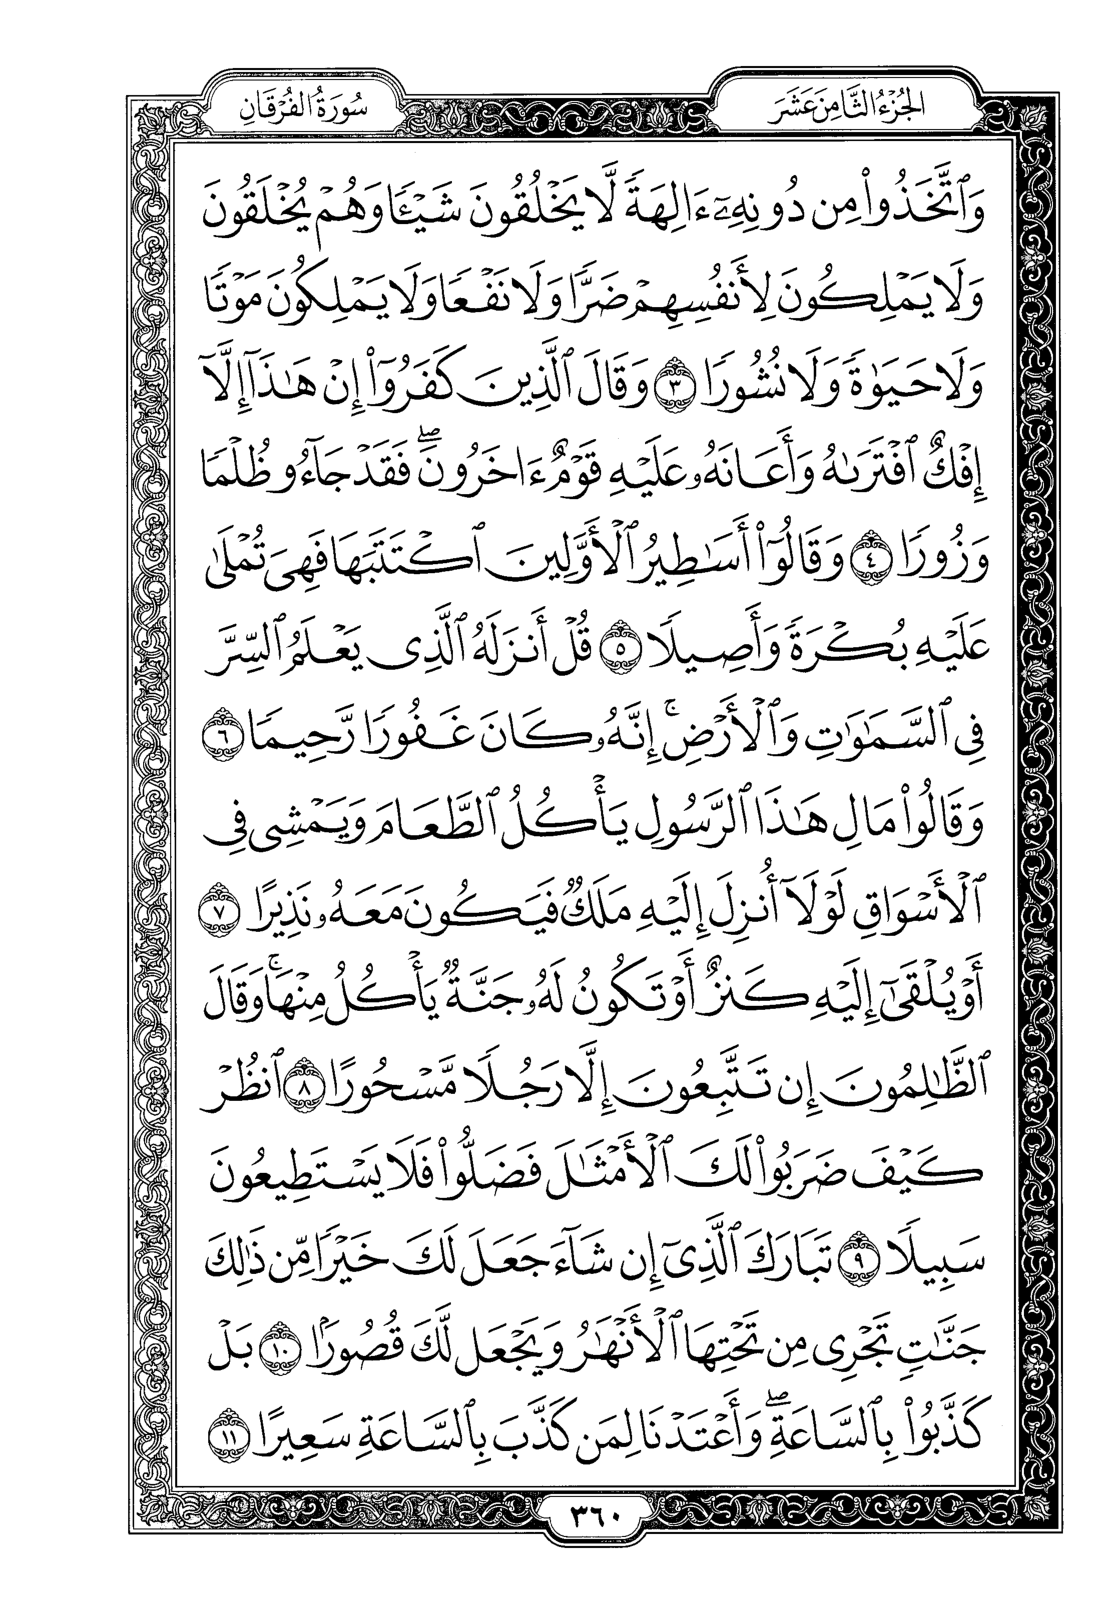 الجُزْءُ الثَّامِنَ عَشَرَ
سُورَةُ الفُرْقَانِ
وَٱتَّخَذُوا۟ مِن دُونِهِۦٓ ءَالِهَةً لَّا يَخْلُقُونَ شَيْـًٔا وَهُمْ يُخْلَقُونَ
وَلَا يَمْلِكُونَ لِأَنفُسِهِمْ ضَرًّا وَلَا نَفْعًا وَلَا يَمْلِكُونَ مَوْتًا
وَلَا حَيَوٰةً وَلَا نُشُورًا ٣ وَقَالَ ٱلَّذِينَ كَفَرُوٓا۟ إِنْ هَـٰذَآ إِلَّآ
إِفْكٌ ٱفْتَرَىٰهُ وَأَعَانَهُۥ عَلَيْهِ قَوْمٌ ءَاخَرُونَ ۖ فَقَدْ جَآءُو ظُلْمًا
وَزُورًا ٤ وَقَالُوٓا۟ أَسَـٰطِيرُ ٱلْأَوَّلِينَ ٱكْتَتَبَهَا فَهِىَ تُمْلَىٰ
عَلَيْهِ بُكْرَةً وَأَصِيلًا ٥ قُلْ أَنزَلَهُ ٱلَّذِى يَعْلَمُ ٱلسِّرَّ
فِى ٱلسَّمَـٰوَٰتِ وَٱلْأَرْضِ ۚ إِنَّهُۥ كَانَ غَفُورًا رَّحِيمًا ٦
وَقَالُوا۟ مَالِ هَـٰذَا ٱلرَّسُولِ يَأْكُلُ ٱلطَّعَامَ وَيَمْشِى فِى
ٱلْأَسْوَاقِ لَوْلَآ أُنزِلَ إِلَيْهِ مَلَكٌ فَيَكُونَ مَعَهُۥ نَذِيرًا ٧
أَوْ يُلْقَىٰٓ إِلَيْهِ كَنزٌ أَوْ تَكُونُ لَهُۥ جَنَّةٌ يَأْكُلُ مِنْهَا ۚ وَقَالَ
ٱلظَّـٰلِمُونَ إِن تَتَّبِعُونَ إِلَّا رَجُلًا مَّسْحُورًا ٨ ٱنظُرْ
كَيْفَ ضَرَبُوا۟ لَكَ ٱلْأَمْثَـٰلَ فَضَلُّوا۟ فَلَا يَسْتَطِيعُونَ
سَبِيلًا ٩ تَبَارَكَ ٱلَّذِىٓ إِن شَآءَ جَعَلَ لَكَ خَيْرًا مِّن ذَٰلِكَ
جَنَّـٰتٍ تَجْرِى مِن تَحْتِهَا ٱلْأَنْهَـٰرُ وَيَجْعَل لَّكَ قُصُورًۢا ١٠ بَلْ
كَذَّبُوا۟ بِٱلسَّاعَةِ ۖ وَأَعْتَدْنَا لِمَن كَذَّبَ بِٱلسَّاعَةِ سَعِيرًا ١١
٣٦٠